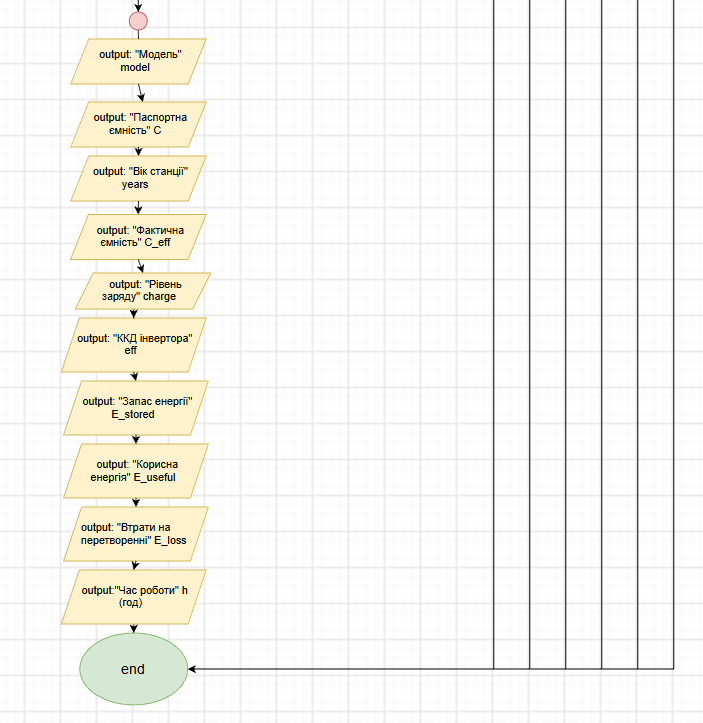 output: "Модель"
model
output: "Паспортна
ємність" C
output: "Вік станції"
years
output: "Фактична
ємність" C_eff
output: "Рівень
заряду" charge
output: "ККД інвертора"
eff
output: "Запас енергії"
E_stored
output: "Корисна
енергія" E_useful
output: "Втрати на
перетворенні" E_loss
output:"Час роботи" h
(год)
end